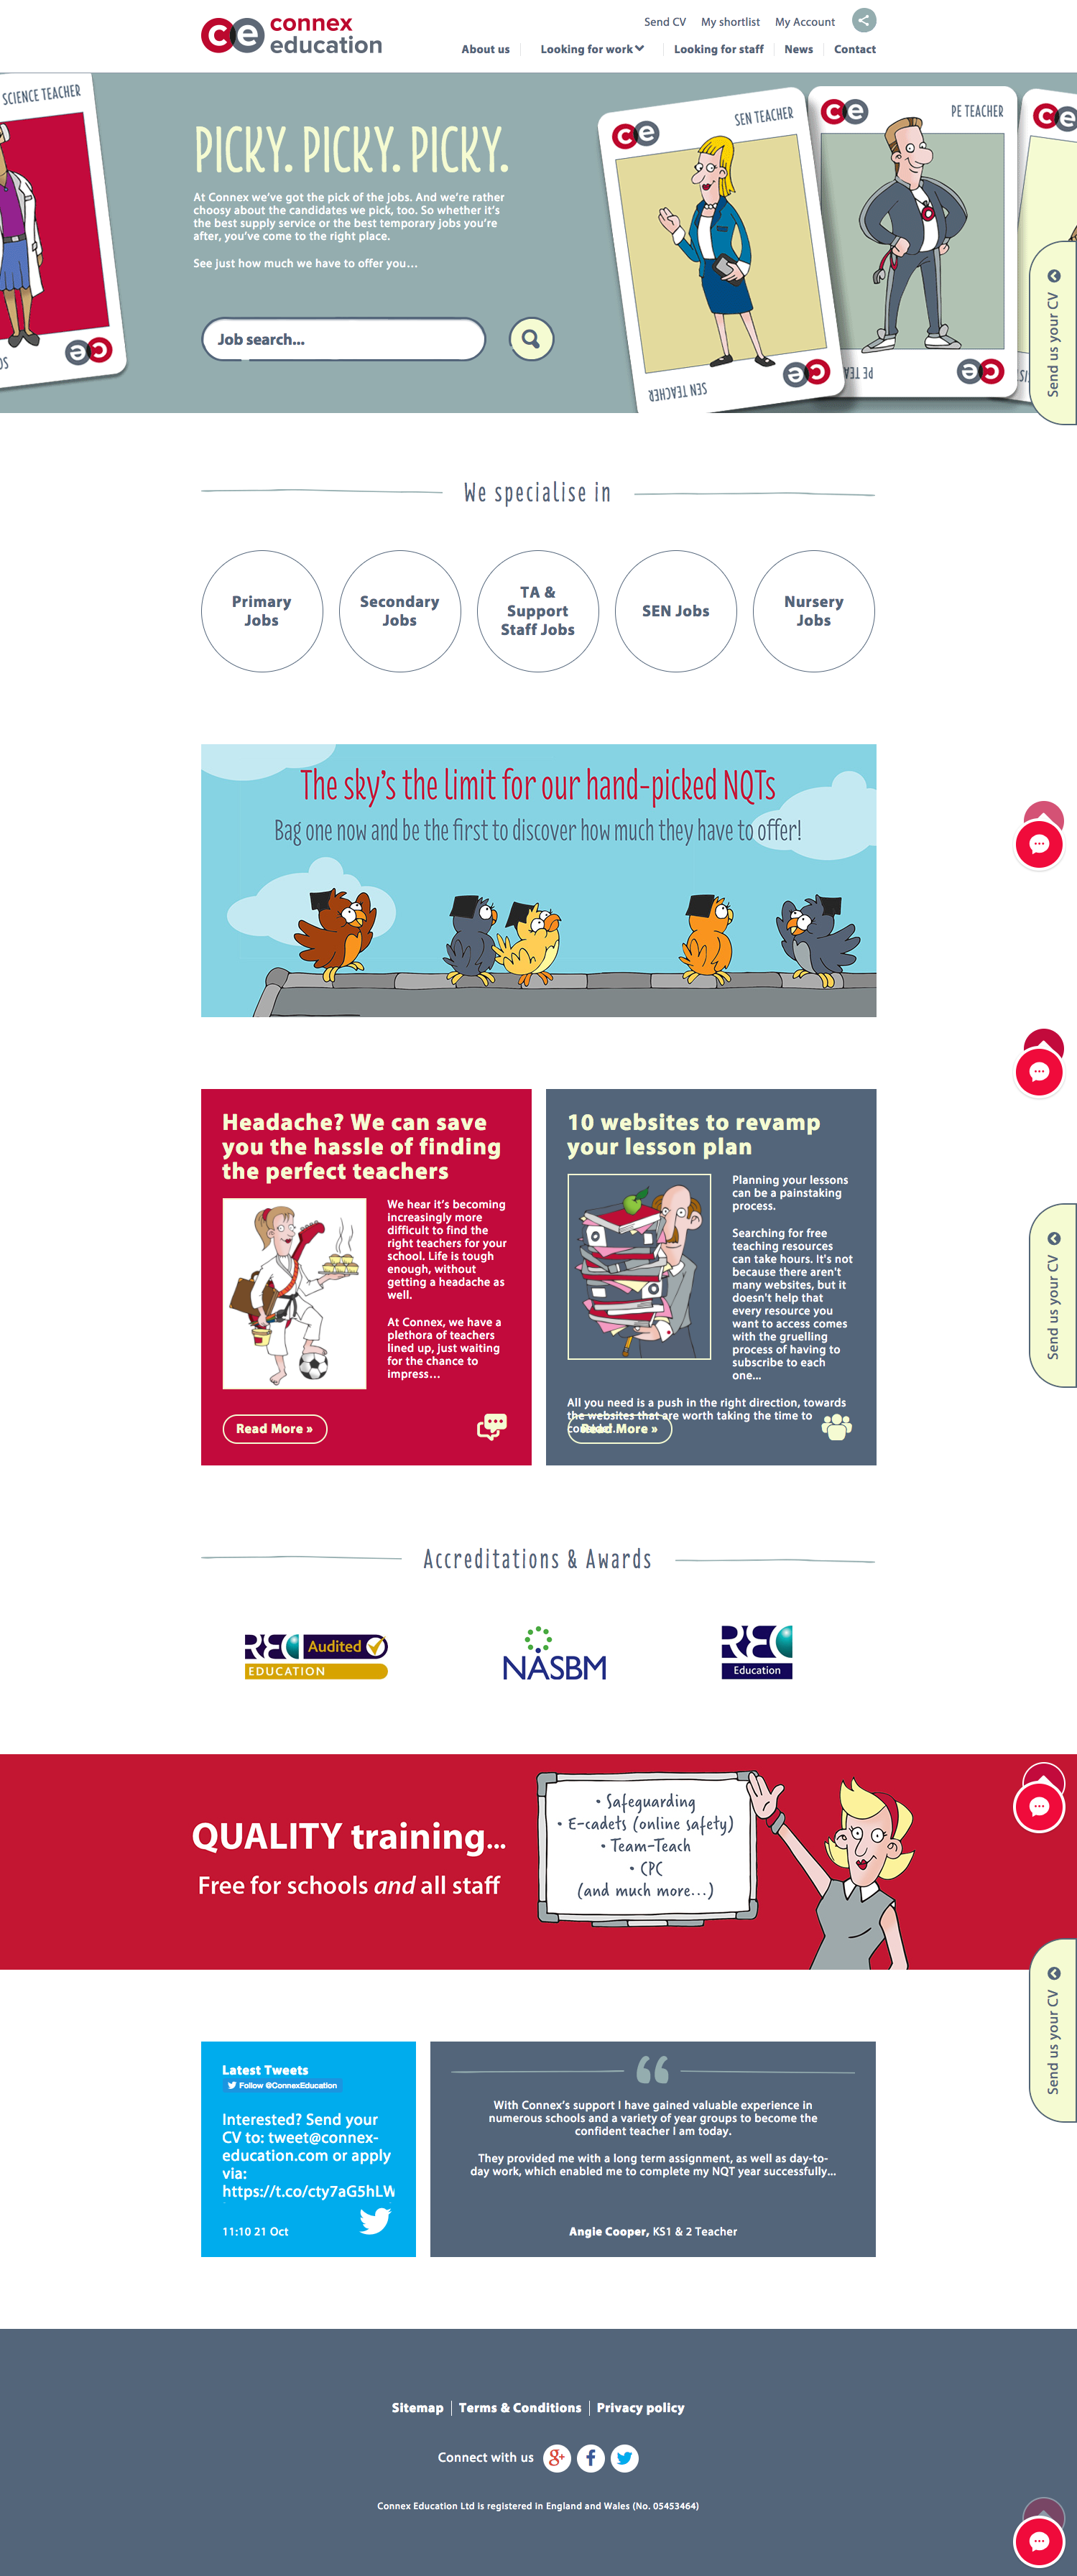 connex
education
Send CV
My shortlist
My Account
About us
Looking for work
Looking for staff
News
Contact
SCIENCE TEACHER
PICKY. PICKY. PICKY.
At Connex we've got the pick of the jobs. And we're rather
choosy about the candidates we pick, too. So whether it's
the best supply service or the best temporary jobs you're
after, you've come to the right place.
See just how much we have to offer you...
Job search...
ce
SEN TEACHER
SEN TEACHER
ce
ce
PE TEACHER
PE TEA
ce
ce
ce
Send us your CV
We specialise in
Primary
Jobs
Secondary
Jobs
TA &
Support
Staff Jobs
SEN Jobs
Nursery
Jobs
The sky's the limit for our hand-picked NQTs
Bag one now and be the first to discover how much they have to offer!
Headache? We can save
you the hassle of finding
the perfect teachers
We hear it's becoming
increasingly more
difficult to find the
right teachers for your
school. Life is tough
enough, without
getting a headache as
well.
At Connex, we have a
plethora of teachers
lined up, just waiting
for the chance to
impress...
Read More »
10 websites to revamp
your lesson plan
Planning your lessons
can be a painstaking
process.
Searching for free
teaching resources
can take hours. It's not
because there aren't
many websites, but it
doesn't help that
every resource you
want to access comes
with the gruelling
process of having to
subscribe to each
one...
All you need is a push in the right direction, towards
the websites that are worth taking the time to
Read More »
Send us your CV
Accreditations & Awards
REC Audited
EDUCATION
NASBM
REC
Education
QUALITY training...
Free for schools and all staff
• Safeguarding
• E-cadets (online safety)
• Team-Teach
• CPC
(and much more...)
Send us your CV
Latest Tweets
Follow @ConnexEducation
Interested? Send your
CV to: tweet@connex-
education.com or apply
via:
https://t.co/cty7aG5hLW
11:10 21 Oct
With Connex's support I have gained valuable experience in
numerous schools and a variety of year groups to become the
confident teacher I am today.
They provided me with a long term assignment, as well as day-to-
day work, which enabled me to complete my NQT year successfully...
Angie Cooper, KS1 & 2 Teacher
Sitemap
Terms & Conditions
Privacy policy
Connect with us
Connex Education Ltd is registered in England and Wales (No. 05453464)